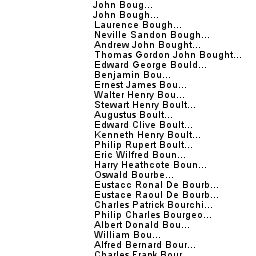 John Boug...
John Bough...
Laurence Bough...
Neville Sandon Bough...
Andrew John Bought...
Thomas Gordon John Bought...
Edward George Bould...
Benjamin Bou...
Ernest James Bou...
Walter Henry Bou...
Stewart Henry Boult...
Augustus Boult...
Edward Clive Boult...
Kenneth Henry Boult...
Philip Rupert Boult...
Eric Wilfred Boun...
Harry Heathcote Boun...
Oswald Bourbe...
Eustacc Ronal De Bourb...
Eustace Raoul De Bourb...
Charles Patrick Bourchi...
Philip Charles Bourgeo...
Albert Donald Bou...
William Bou...
Alfred Bernard Bour...
Charles Frank Bour